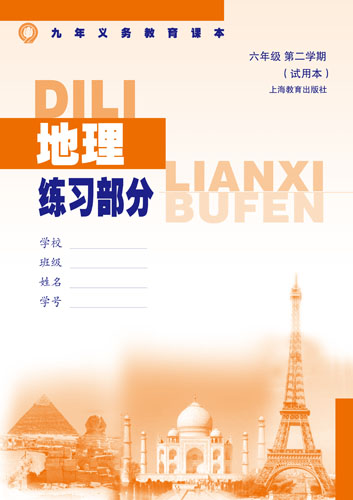 九年义务教育课本
六年级 第二学期
(试用本)
上海教育出版社
DILI
地理
LIANXI
练习部分
BUFEN
学校
班级
姓名
学号